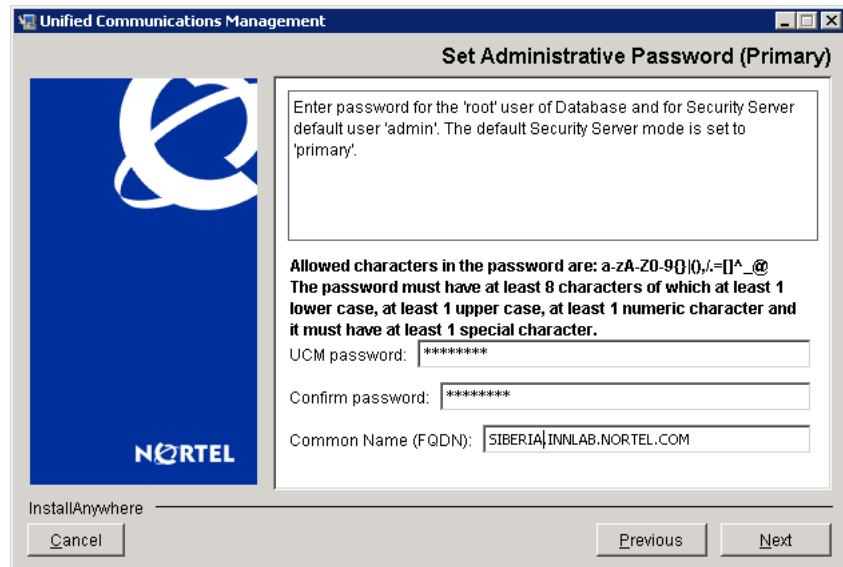 Unified Communications Management
Set Administrative Password (Primary)
Enter password for the 'root' user of Database and for Security Server
default user 'admin'. The default Security Server mode is set to
'primary'.
Allowed characters in the password are: a-zA-Z0-9{}|(),/.=[]^_@
The password must have at least 8 characters of which at least 1
lower case, at least 1 upper case, at least 1 numeric character and
it must have at least 1 special character.
UCM password: ********
Confirm password: ********
Common Name (FQDN): SIBERIA.INNLAB.NORTEL.COM
NORTEL
InstallAnywhere
Cancel Previous Next